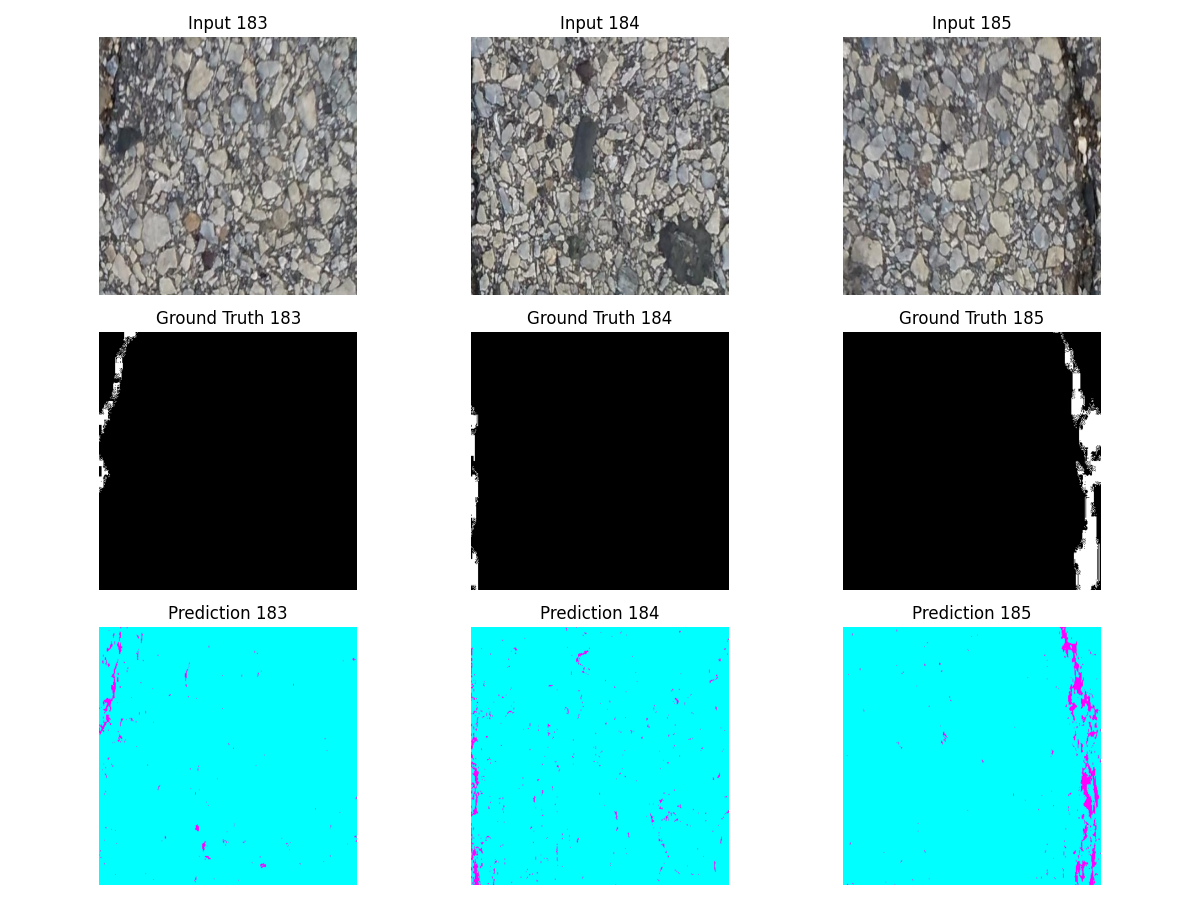 Input 183
Input 184
Input 185
Ground Truth 183
Ground Truth 184
Ground Truth 185
Prediction 183
Prediction 184
Prediction 185